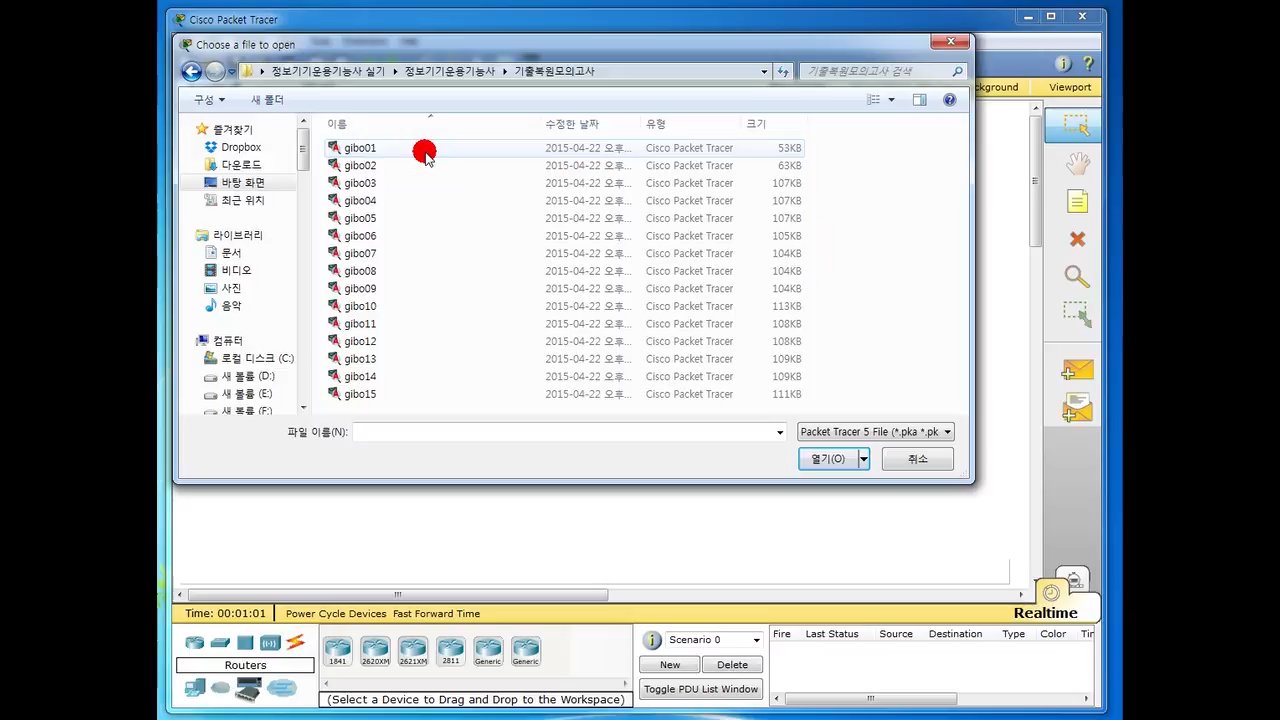 Cisco Packet Tracer
Choose a file to open
정보기기운용기능사 실기 정보기기운용기능사 기출복원모의고사
기출복원모의고사 검색
ckground Viewport
구성 새 폴더
이름 수정한 날짜 유형 크기
즐겨찾기
Dropbox
다운로드
바탕 화면
최근 위치
라이브러리
문서
비디오
사진
음악
컴퓨터
로컬 디스크 (C:)
새 볼륨 (D:)
새 볼륨 (E:)
새 볼륨 (F:)
gibo01 2015-04-22 오후... Cisco Packet Tracer 53KB
gibo02 2015-04-22 오후... Cisco Packet Tracer 63KB
gibo03 2015-04-22 오후... Cisco Packet Tracer 107KB
gibo04 2015-04-22 오후... Cisco Packet Tracer 107KB
gibo05 2015-04-22 오후... Cisco Packet Tracer 107KB
gibo06 2015-04-22 오후... Cisco Packet Tracer 105KB
gibo07 2015-04-22 오후... Cisco Packet Tracer 104KB
gibo08 2015-04-22 오후... Cisco Packet Tracer 104KB
gibo09 2015-04-22 오후... Cisco Packet Tracer 104KB
gibo10 2015-04-22 오후... Cisco Packet Tracer 113KB
gibo11 2015-04-22 오후... Cisco Packet Tracer 108KB
gibo12 2015-04-22 오후... Cisco Packet Tracer 108KB
gibo13 2015-04-22 오후... Cisco Packet Tracer 109KB
gibo14 2015-04-22 오후... Cisco Packet Tracer 109KB
gibo15 2015-04-22 오후... Cisco Packet Tracer 111KB
파일 이름(N): Packet Tracer 5 File (*.pka *.pk
열기(O) 취소
Time: 00:01:01 Power Cycle Devices Fast Forward Time
Realtime
Routers
1841 2620XM 2621XM 2811 Generic Generic
(Select a Device to Drag and Drop to the Workspace)
Scenario 0
New Delete
Toggle PDU List Window
Fire Last Status Source Destination Type Color Tir